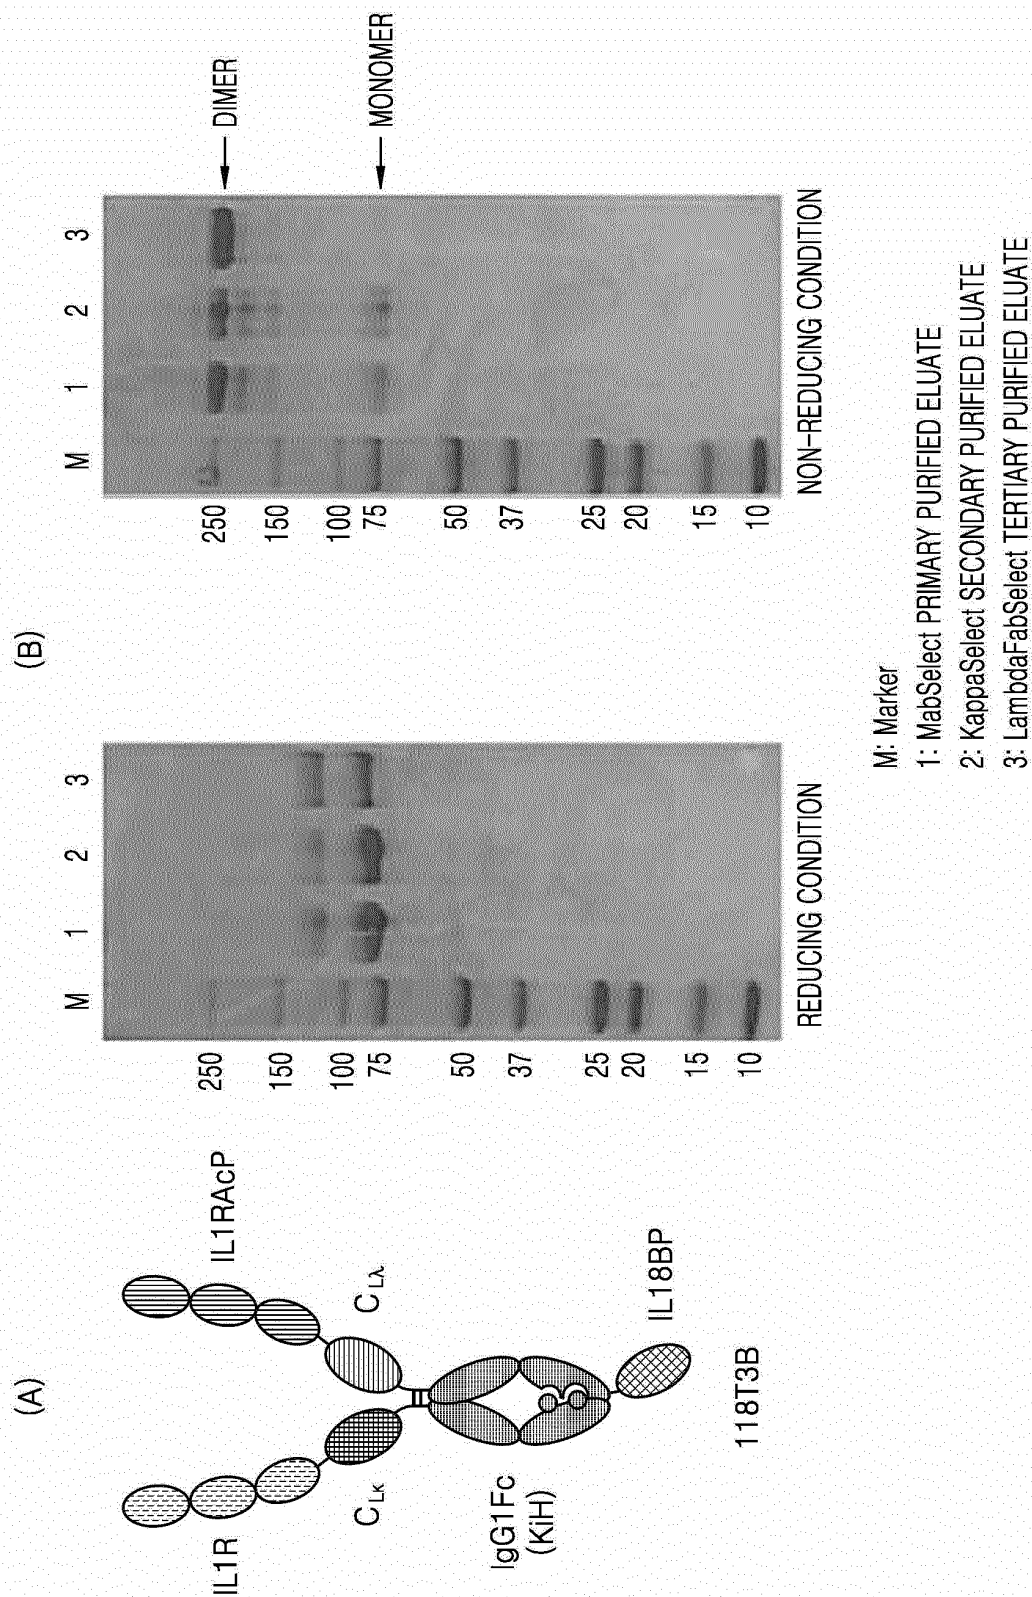 (A)
IL1R
IL1RAcP
CLκ
CLλ
IgG1Fc
(KiH)
IL18BP
118T3B
(B)
M 1 2 3
250
150
100
75
50
37
25
20
15
10
REDUCING CONDITION
M 1 2 3
250
150
100
75
50
37
25
20
15
10
DIMER
MONOMER
NON-REDUCING CONDITION
M: Marker
1: MabSelect PRIMARY PURIFIED ELUATE
2: KappaSelect SECONDARY PURIFIED ELUATE
3: LambdaFabSelect TERTIARY PURIFIED ELUATE